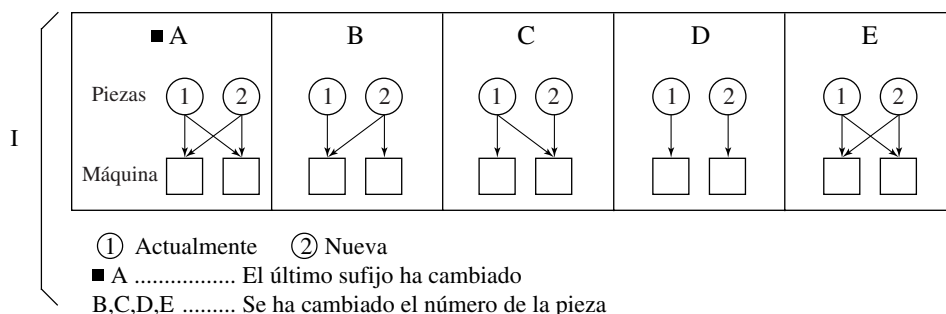 ■ A B C D E
Piezas 1 2 1 2 1 2 1 2 1 2
I
Máquina
1 Actualmente 2 Nueva
■ A ................. El último sufijo ha cambiado
B,C,D,E ......... Se ha cambiado el número de la pieza